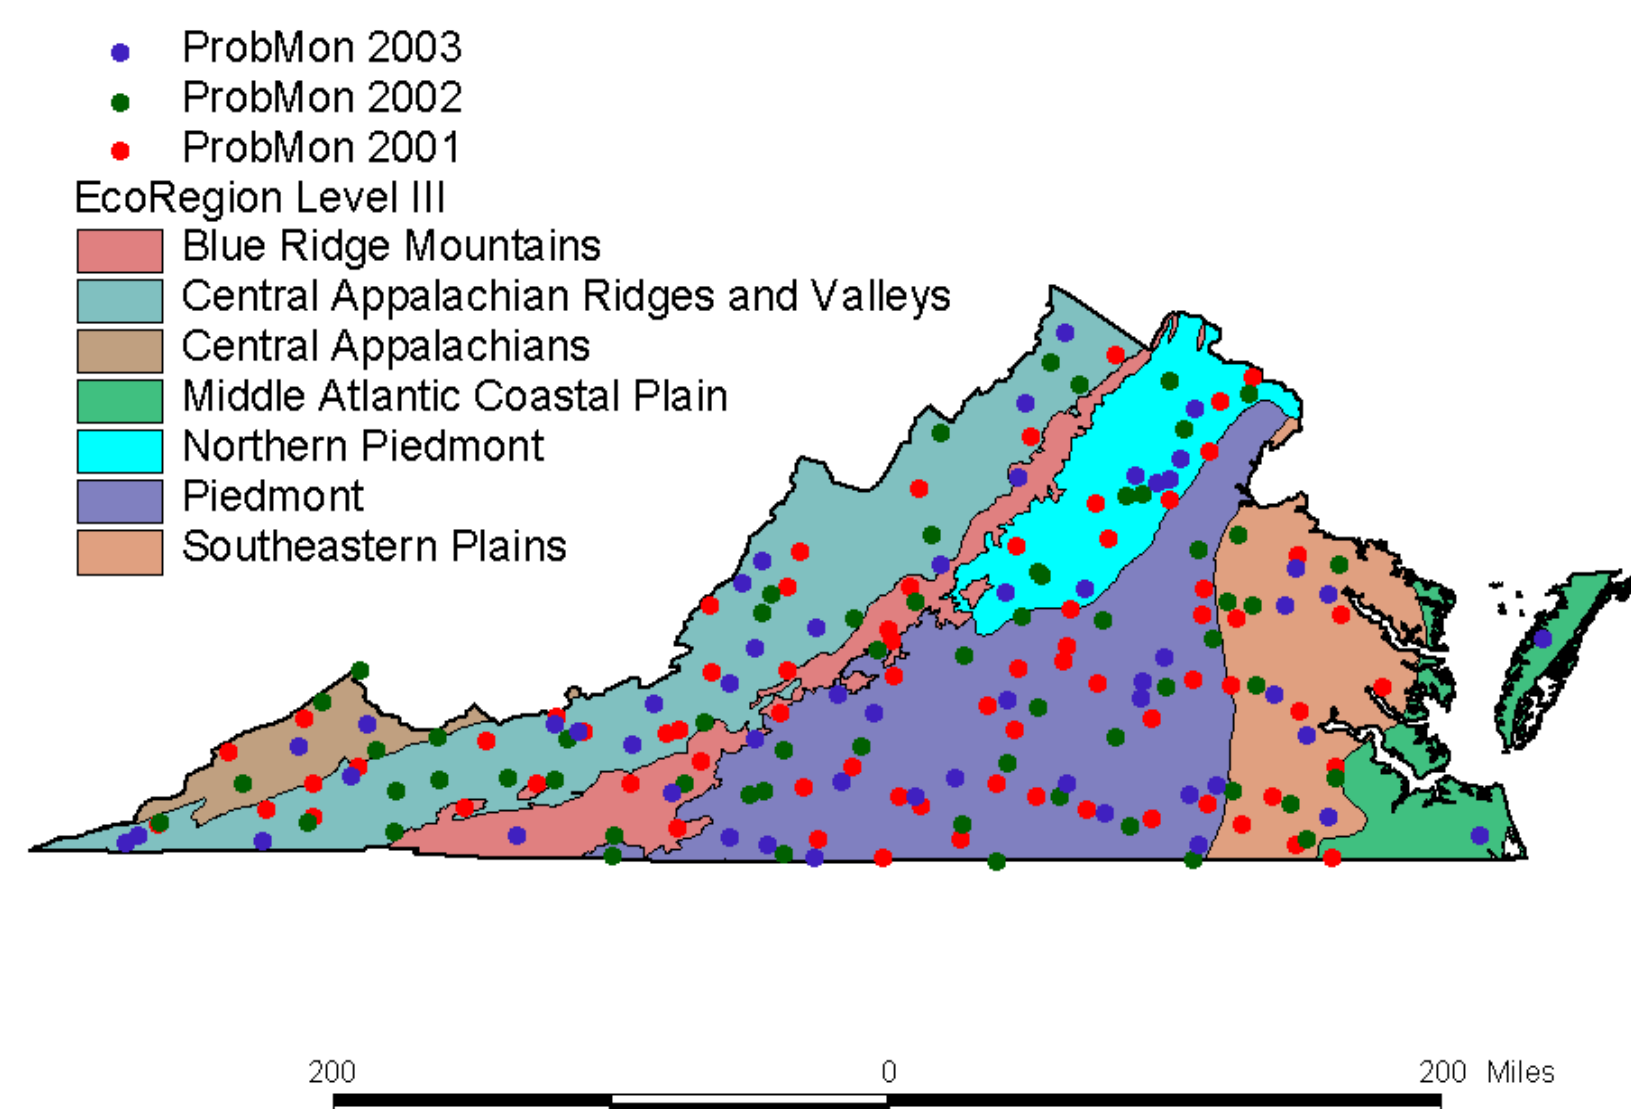 ProbMon 2003
ProbMon 2002
ProbMon 2001
EcoRegion Level III
Blue Ridge Mountains
Central Appalachian Ridges and Valleys
Central Appalachians
Middle Atlantic Coastal Plain
Northern Piedmont
Piedmont
Southeastern Plains
200 0 200 Miles